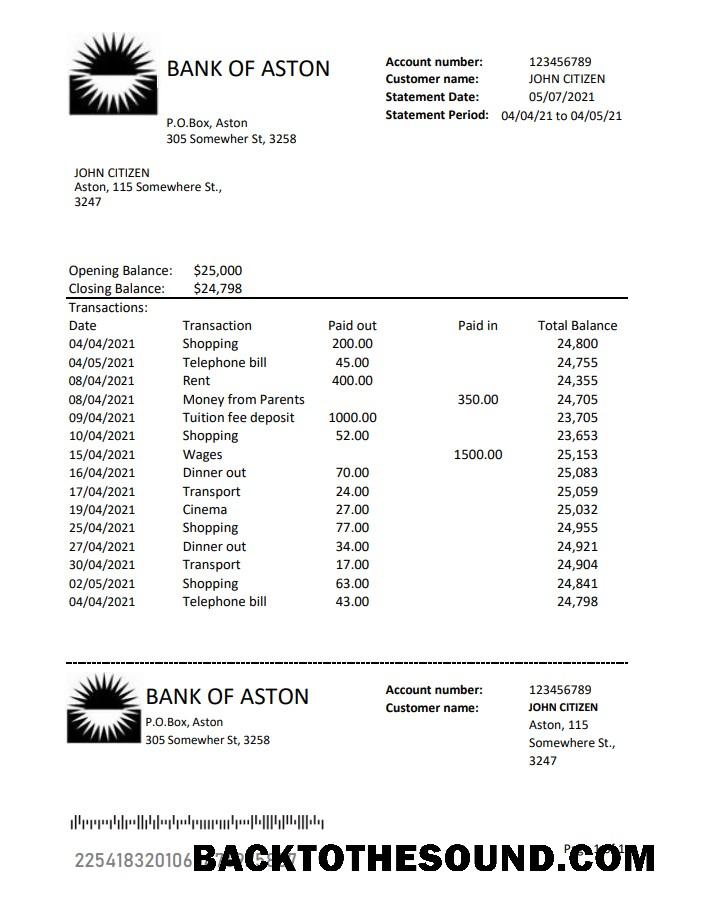 BANK OF ASTON
P.O.Box, Aston
305 Somewher St, 3258
Account number: 123456789
Customer name: JOHN CITIZEN
Statement Date: 05/07/2021
Statement Period: 04/04/21 to 04/05/21
JOHN CITIZEN
Aston, 115 Somewhere St.,
3247
Opening Balance: $25,000
Closing Balance: $24,798
Transactions:
Date Transaction Paid out Paid in Total Balance
04/04/2021 Shopping 200.00 24,800
04/05/2021 Telephone bill 45.00 24,755
08/04/2021 Rent 400.00 24,355
08/04/2021 Money from Parents 350.00 24,705
09/04/2021 Tuition fee deposit 1000.00 23,705
10/04/2021 Shopping 52.00 23,653
15/04/2021 Wages 1500.00 25,153
16/04/2021 Dinner out 70.00 25,083
17/04/2021 Transport 24.00 25,059
19/04/2021 Cinema 27.00 25,032
25/04/2021 Shopping 77.00 24,955
27/04/2021 Dinner out 34.00 24,921
30/04/2021 Transport 17.00 24,904
02/05/2021 Shopping 63.00 24,841
04/04/2021 Telephone bill 43.00 24,798
BANK OF ASTON
P.O.Box, Aston
305 Somewher St, 3258
Account number: 123456789
Customer name: JOHN CITIZEN
Aston, 115
Somewhere St.,
3247
BACKTOTHESOUND.COM